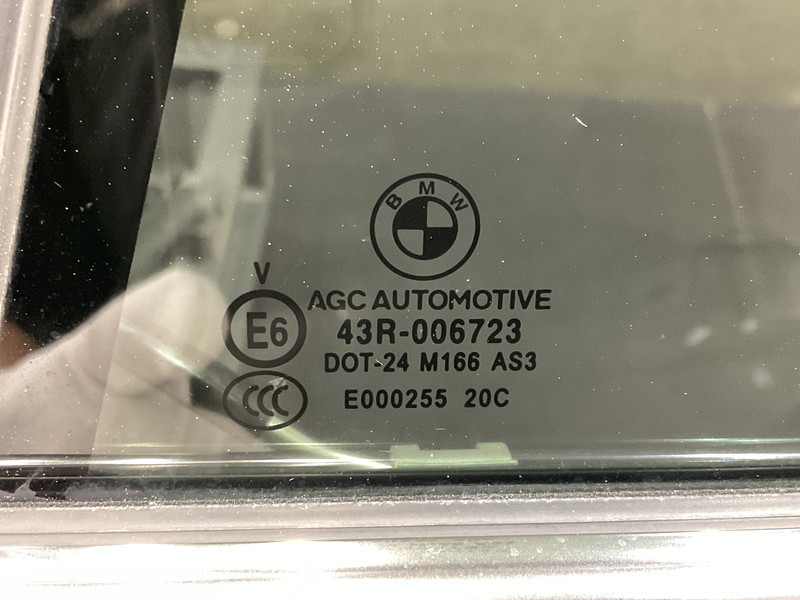 BMW
V
AGC AUTOMOTIVE
E6 43R-006723
DOT-24 M166 AS3
CCC E000255 20C